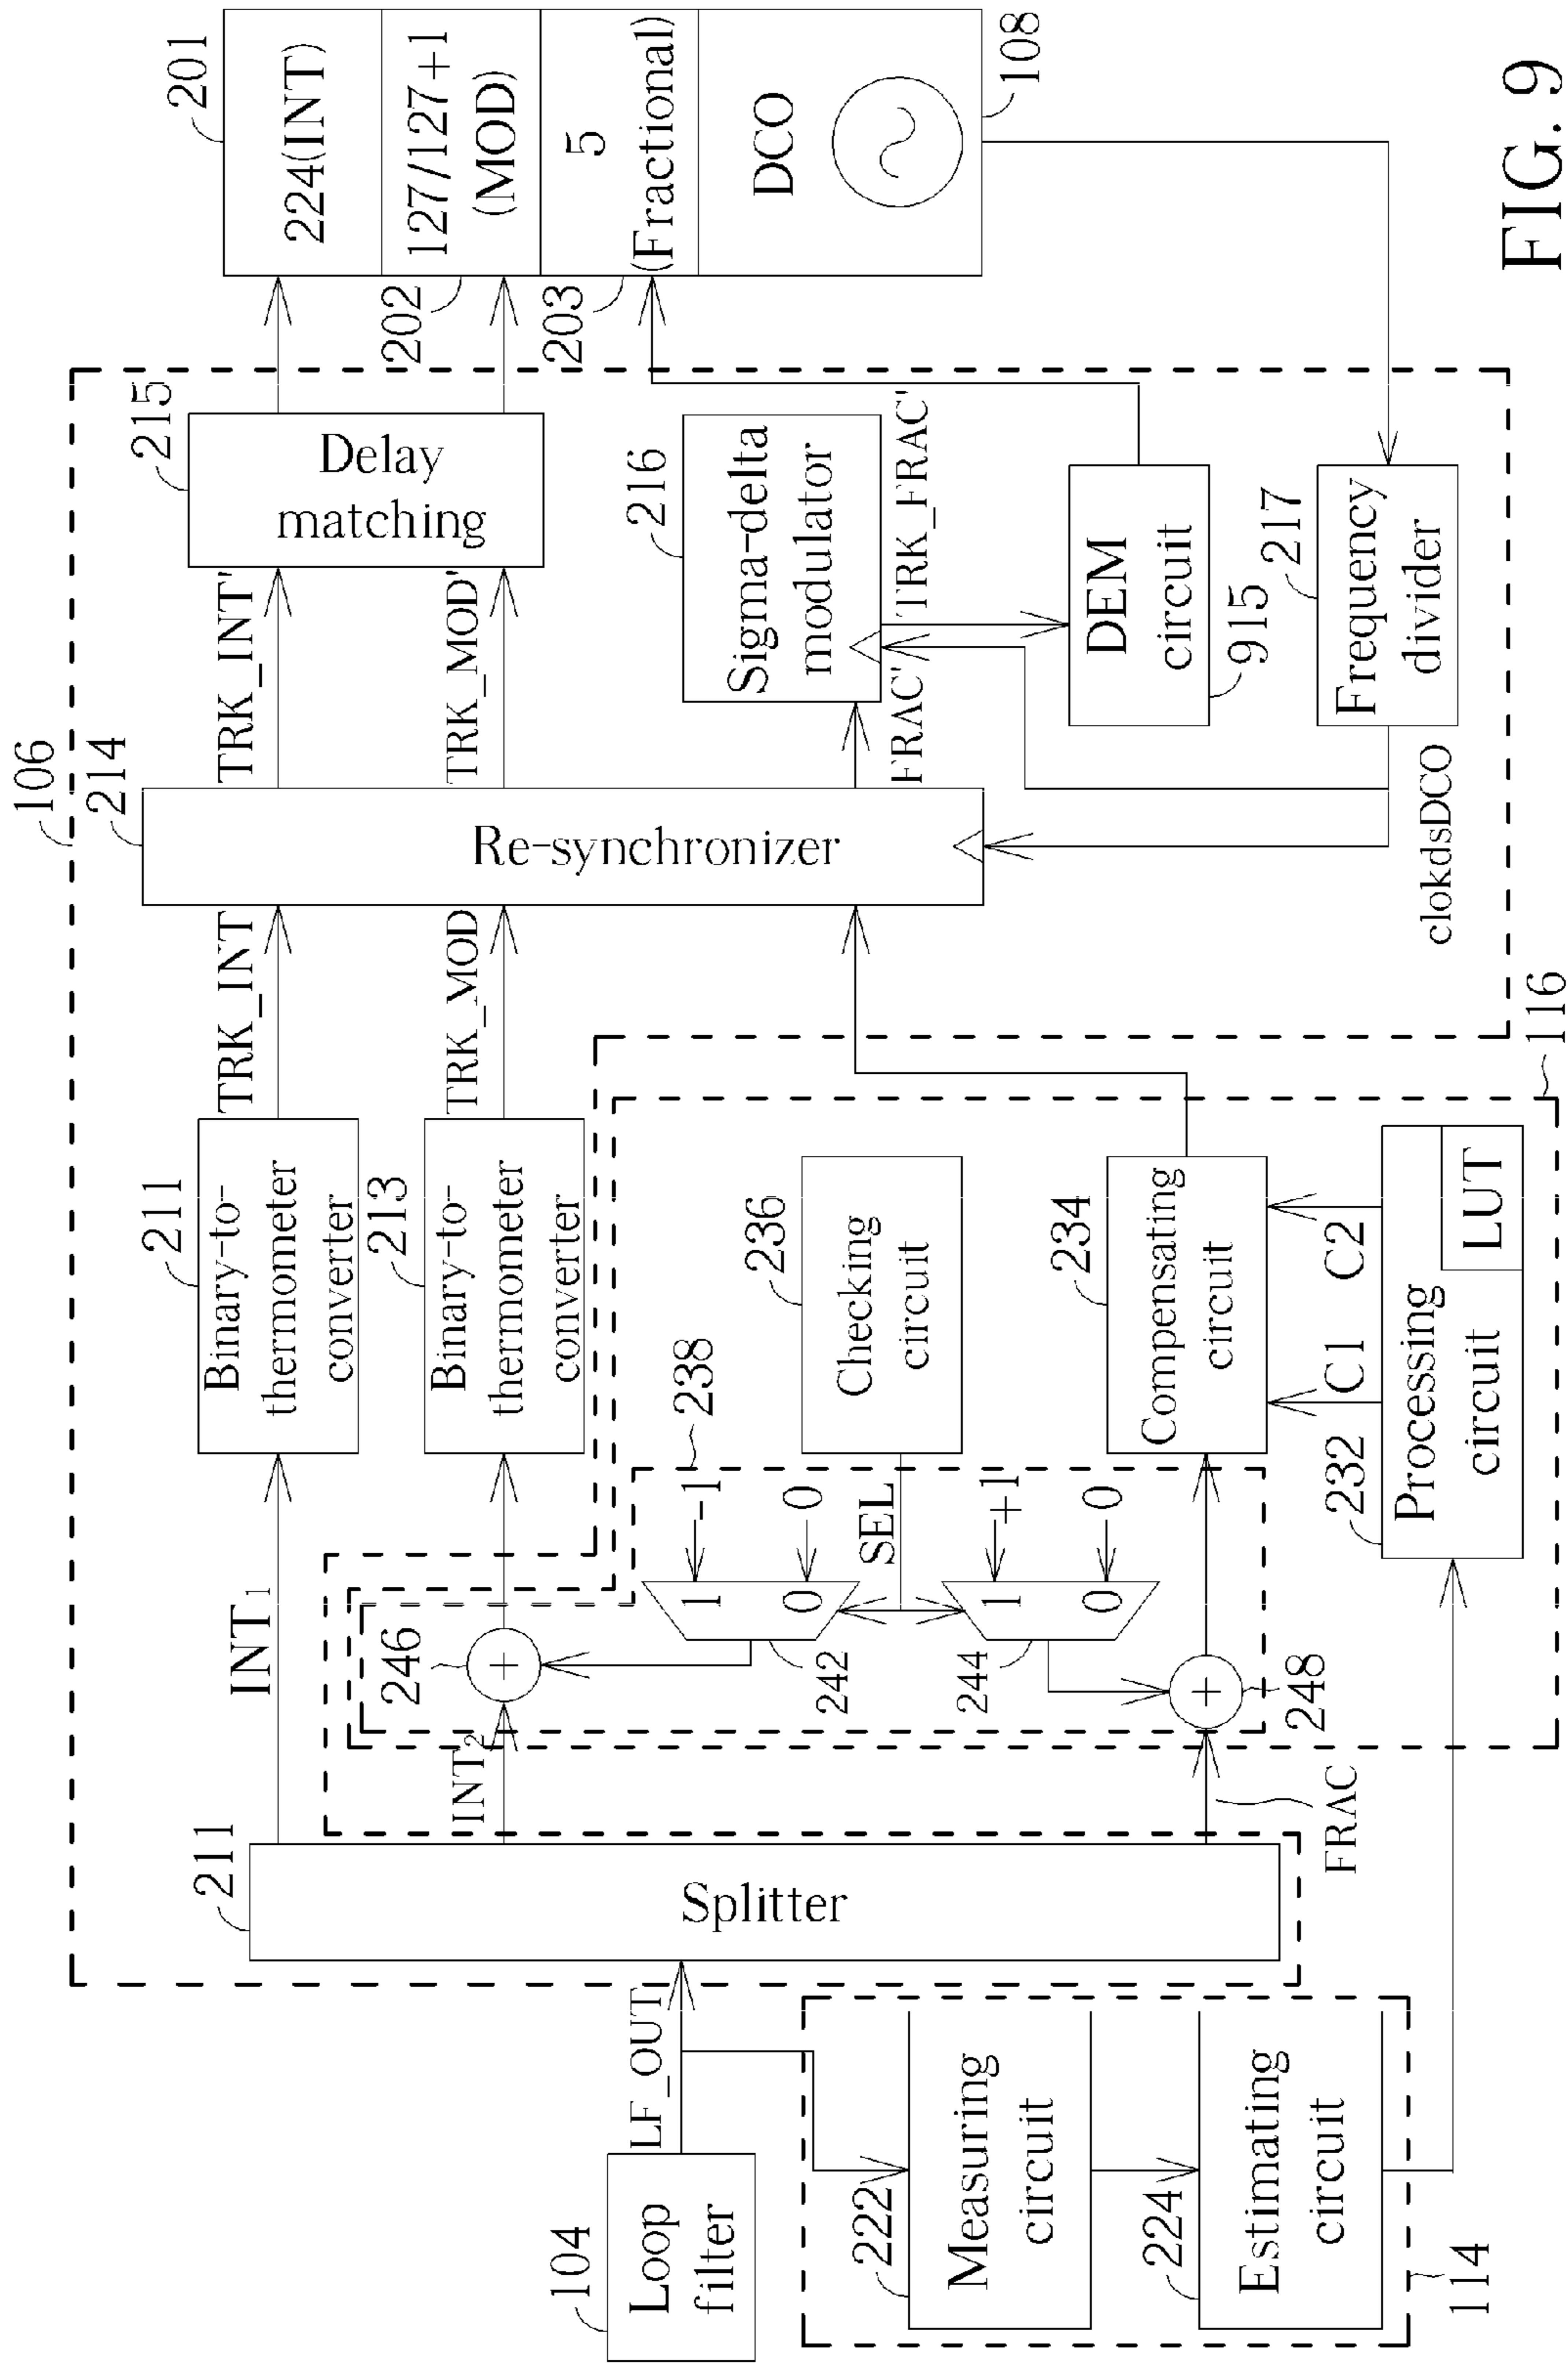 106
201
211
INT1
211
Binary-to-
thermometer
converter
TRK_INT
214
TRK_INT'
215
Delay
matching
224(INT)
246
INT2
213
Binary-to-
thermometer
converter
TRK_MOD
TRK_MOD'
202
127/127+1
(MOD)
203
5
(Fractional)
104
Loop
filter
LF_OUT
Splitter
238
1
-1
0
0
242
SEL
236
Checking
circuit
Re-synchronizer
216
Sigma-delta
modulator
DCO
108
244
1
+1
0
0
FRAC'
TRK_FRAC'
222
Measuring
circuit
248
+
+
234
Compensating
circuit
DEM
circuit
915
224
Estimating
circuit
FRAC
C1
C2
217
Frequency
divider
114
232
Processing
circuit
LUT
clokdsDCO
116
FIG. 9